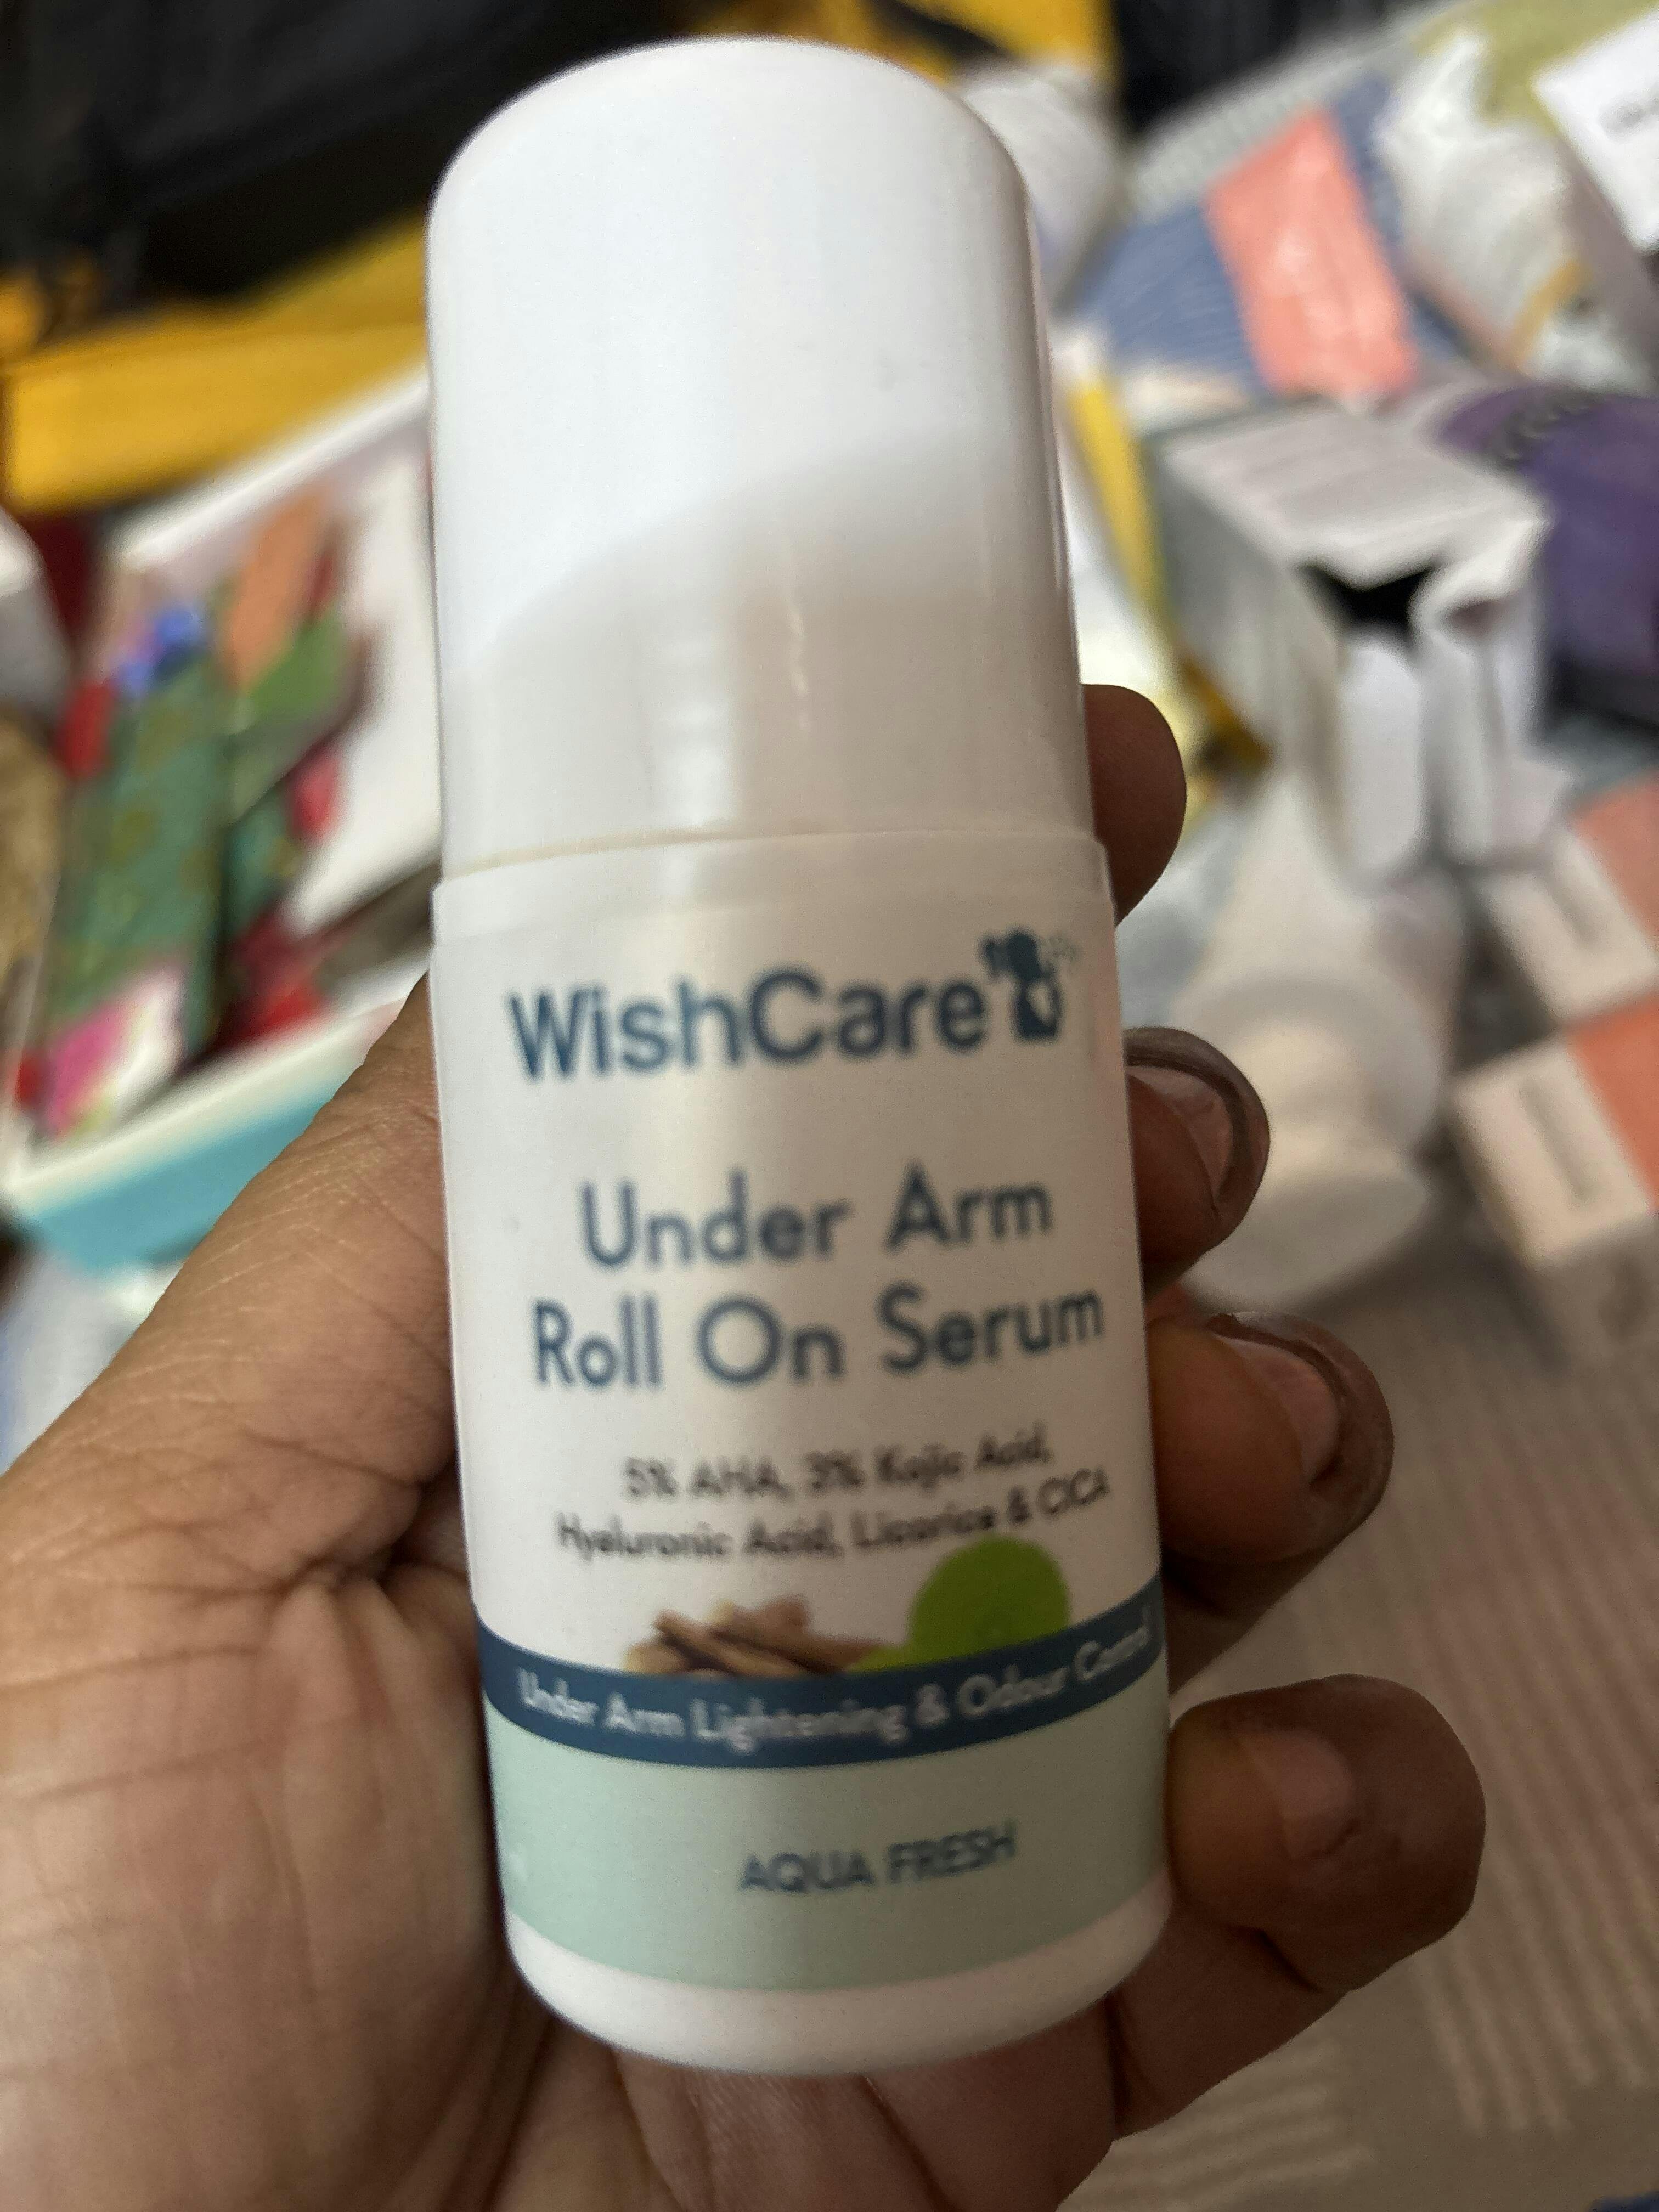 WishCare
Under Arm
Roll On Serum
5% AHA, 3% Kojic Acid,
Hyaluronic Acid, Licorice & CICA
Under Arm Lightening & Odour Control
AQUA FRESH